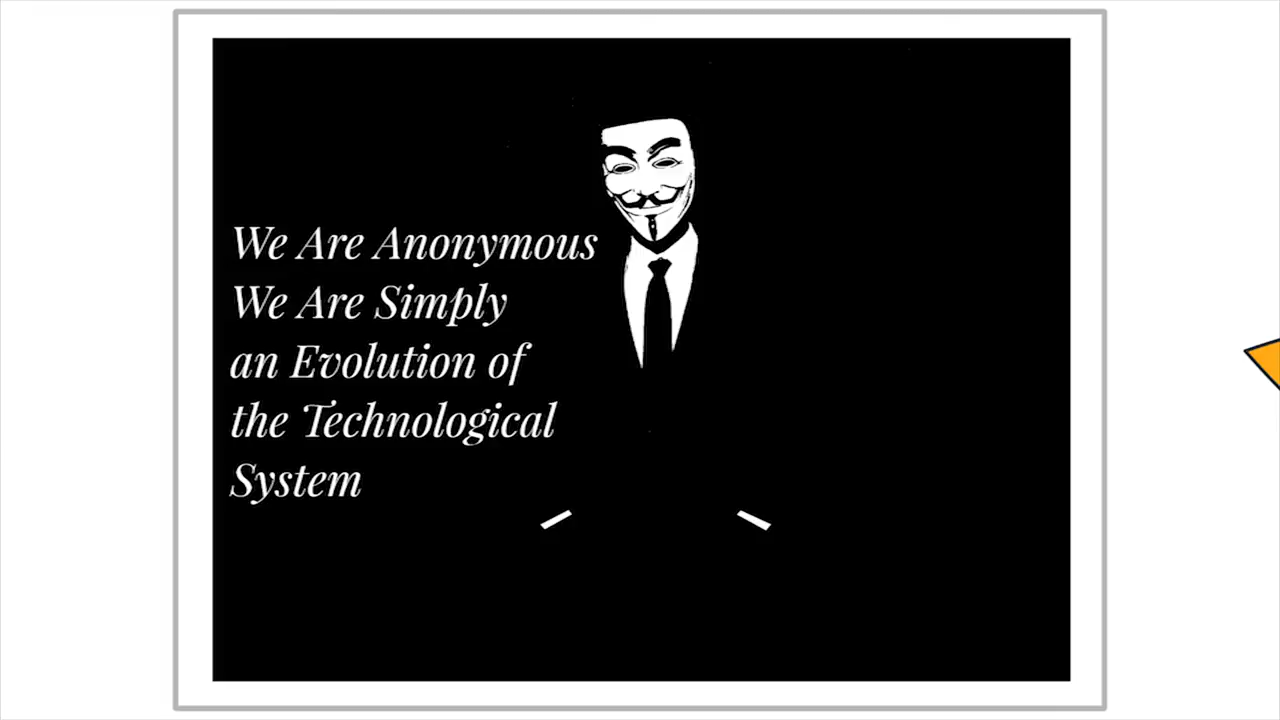 We Are Anonymous
We Are Simply
an Evolution of
the Technological
System